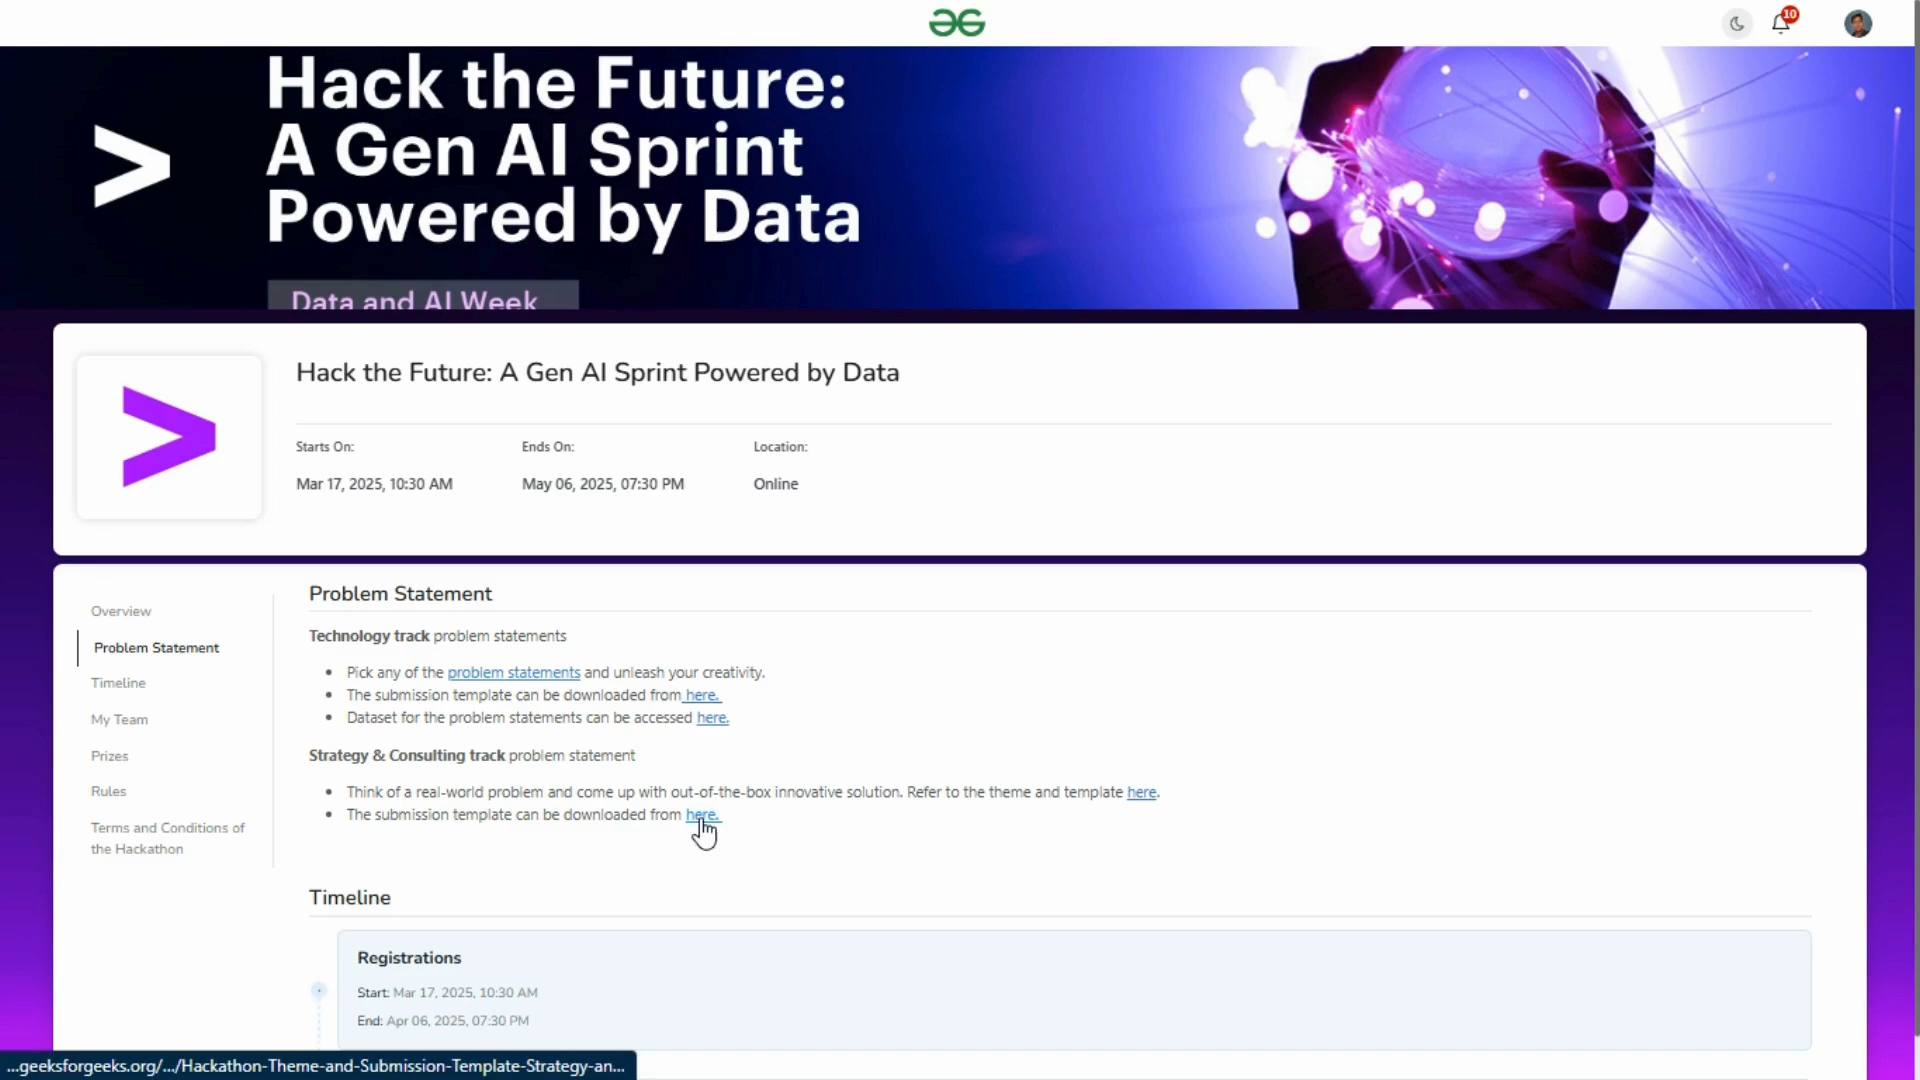 10
Hack the Future:
A Gen AI Sprint
Powered by Data
Data and AI Week
Hack the Future: A Gen AI Sprint Powered by Data
Starts On:
Ends On:
Location:
Mar 17, 2025, 10:30 AM
May 06, 2025, 07:30 PM
Online
Overview
Problem Statement
Timeline
My Team
Prizes
Rules
Terms and Conditions of
the Hackathon
Problem Statement
Technology track problem statements
• Pick any of the problem statements and unleash your creativity.
• The submission template can be downloaded from here.
• Dataset for the problem statements can be accessed here.
Strategy & Consulting track problem statement
• Think of a real-world problem and come up with out-of-the-box innovative solution. Refer to the theme and template here.
• The submission template can be downloaded from here.
Timeline
Registrations
Start: Mar 17, 2025, 10:30 AM
End: Apr 06, 2025, 07:30 PM
...geeksforgeeks.org/.../Hackathon-Theme-and-Submission-Template-Strategy-an...